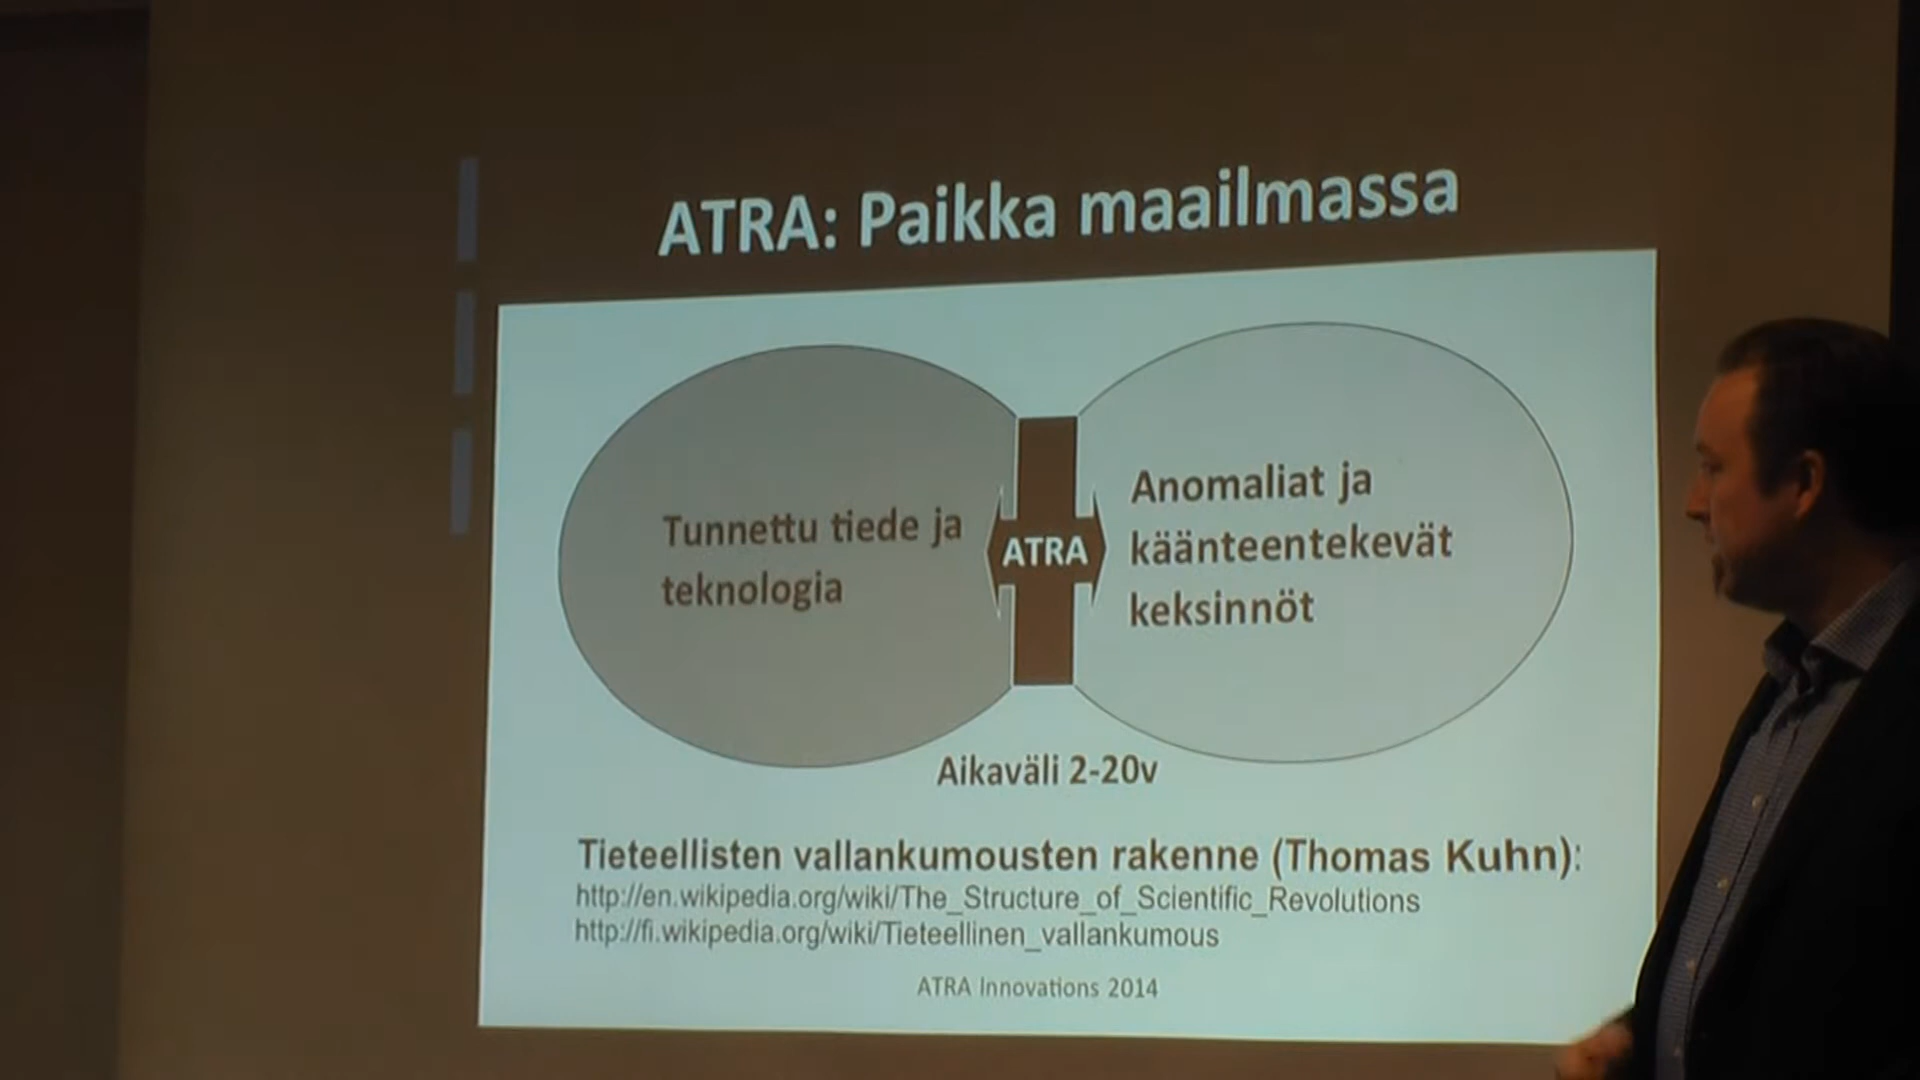 ATRA: Paikka maailmassa
Tunnettu tiede ja
teknologia
ATRA
Anomaliat ja
käänteentekevät
keksinnöt
Aikaväli 2-20v
Tieteellisten vallankumousten rakenne (Thomas Kuhn):
http://en.wikipedia.org/wiki/The_Structure_of_Scientific_Revolutions
http://fi.wikipedia.org/wiki/Tieteellinen_vallankumous
ATRA Innovations 2014